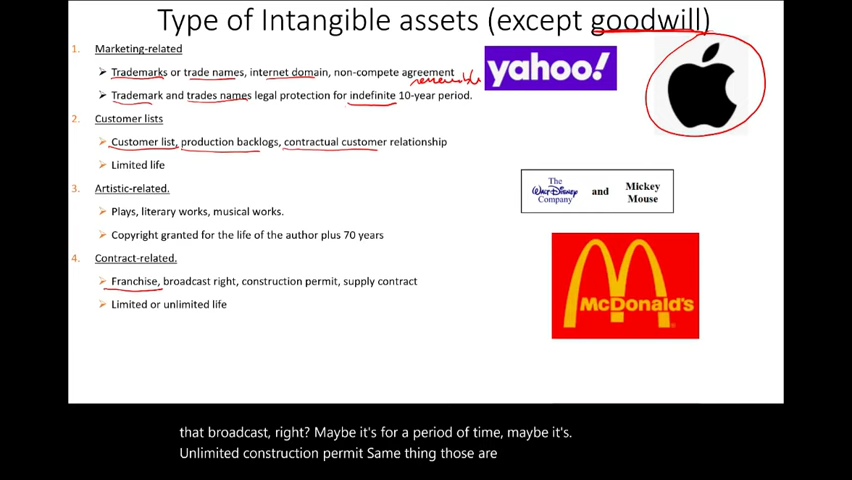 Type of Intangible assets (except goodwill)
1. Marketing-related
➢ Trademarks or trade names, internet domain, non-compete agreement
renewable
➢ Trademark and trades names legal protection for indefinite 10-year period.
2. Customer lists
➢ Customer list, production backlogs, contractual customer relationship
➢ Limited life
3. Artistic-related.
➢ Plays, literary works, musical works.
➢ Copyright granted for the life of the author plus 70 years
4. Contract-related.
➢ Franchise, broadcast right, construction permit, supply contract
➢ Limited or unlimited life
yahoo!
The
WALT DISNEY
Company
and
Mickey
Mouse
McDonald's
that broadcast, right? Maybe it's for a period of time, maybe it's.
Unlimited construction permit Same thing those are